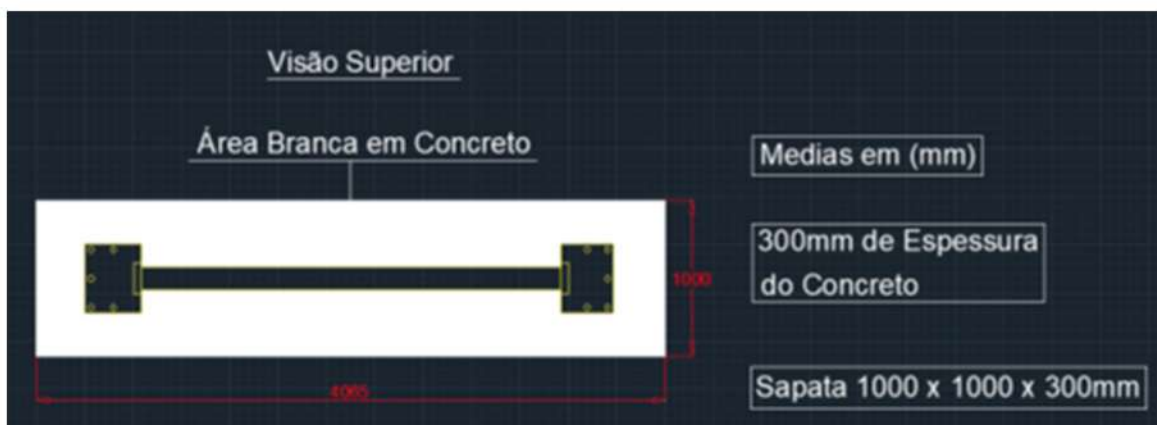 Visão Superior
Área Branca em Concreto
Medias em (mm)
300mm de Espessura
do Concreto
1000
4065
Sapata 1000 x 1000 x 300mm